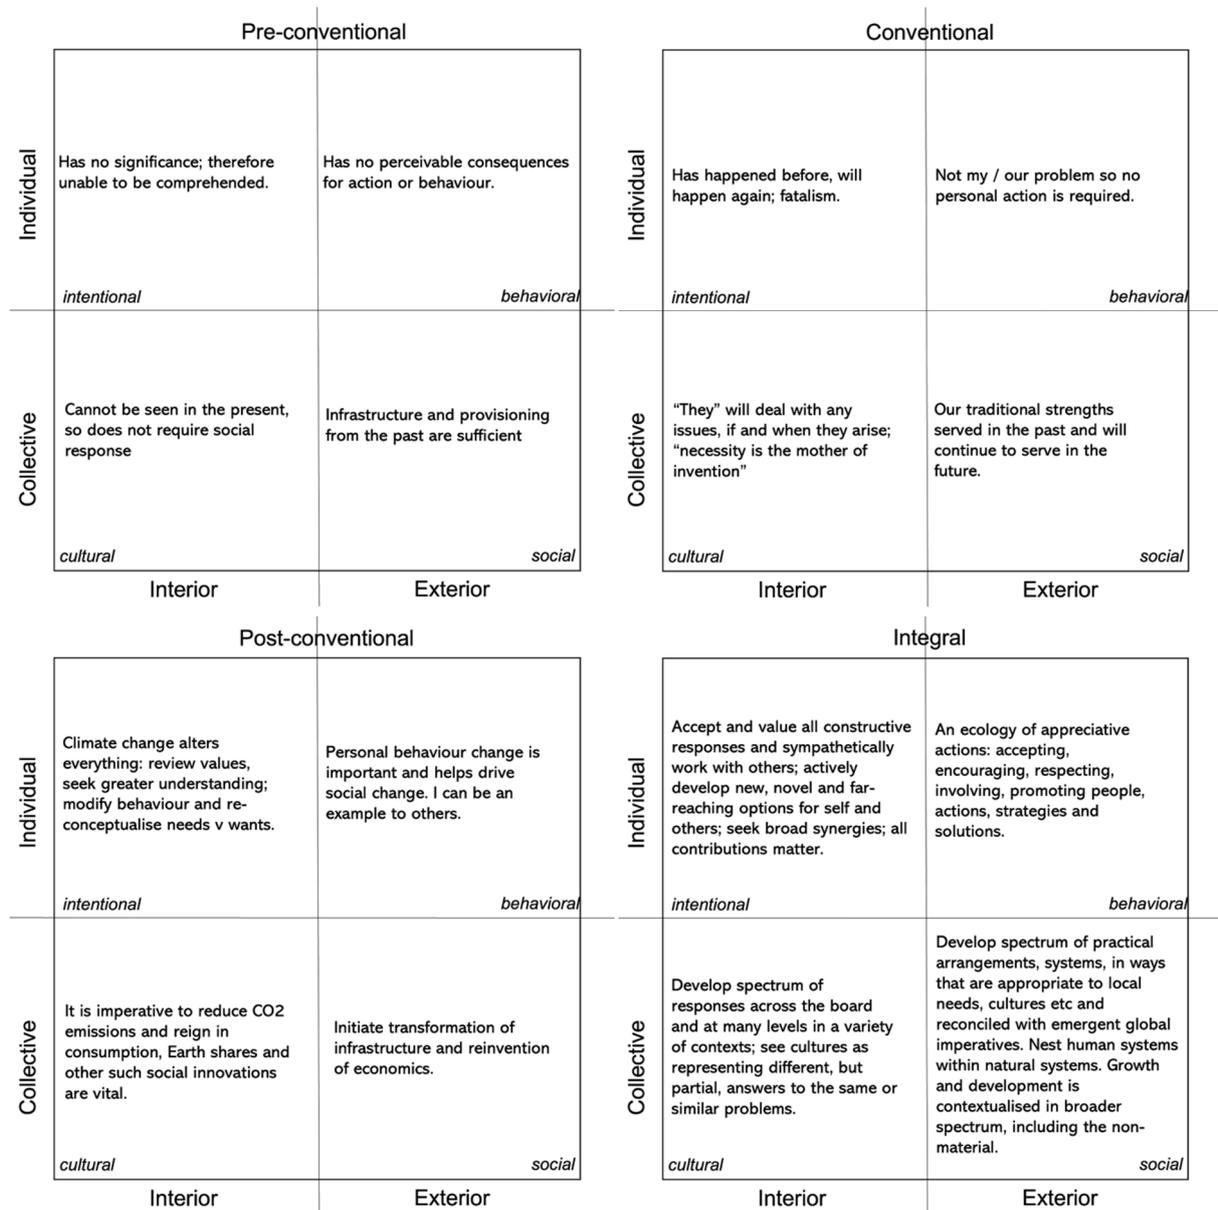 Pre-conventional
Individual
Has no significance; therefore
unable to be comprehended.
intentional
Has no perceivable consequences
for action or behaviour.
behavioral
Collective
Cannot be seen in the present,
so does not require social
response
cultural
Infrastructure and provisioning
from the past are sufficient
social
Interior
Exterior
Conventional
Individual
Has happened before, will
happen again; fatalism.
intentional
Not my / our problem so no
personal action is required.
behavioral
Collective
“They” will deal with any
issues, if and when they arise;
“necessity is the mother of
invention”
cultural
Our traditional strengths
served in the past and will
continue to serve in the
future.
social
Interior
Exterior
Post-conventional
Individual
Climate change alters
everything: review values,
seek greater understanding;
modify behaviour and re-
conceptualise needs v wants.
intentional
Personal behaviour change is
important and helps drive
social change. I can be an
example to others.
behavioral
Collective
It is imperative to reduce CO2
emissions and reign in
consumption, Earth shares and
other such social innovations
are vital.
cultural
Initiate transformation of
infrastructure and reinvention
of economics.
social
Interior
Exterior
Integral
Individual
Accept and value all constructive
responses and sympathetically
work with others; actively
develop new, novel and far-
reaching options for self and
others; seek broad synergies; all
contributions matter.
intentional
An ecology of appreciative
actions: accepting,
encouraging, respecting,
involving, promoting people,
actions, strategies and
solutions.
behavioral
Collective
Develop spectrum of
responses across the board
and at many levels in a variety
of contexts; see cultures as
representing different, but
partial, answers to the same or
similar problems.
cultural
Develop spectrum of practical
arrangements, systems, in ways
that are appropriate to local
needs, cultures etc and
reconciled with emergent global
imperatives. Nest human systems
within natural systems. Growth
and development is
contextualised in broader
spectrum, including the non-
material.
social
Interior
Exterior